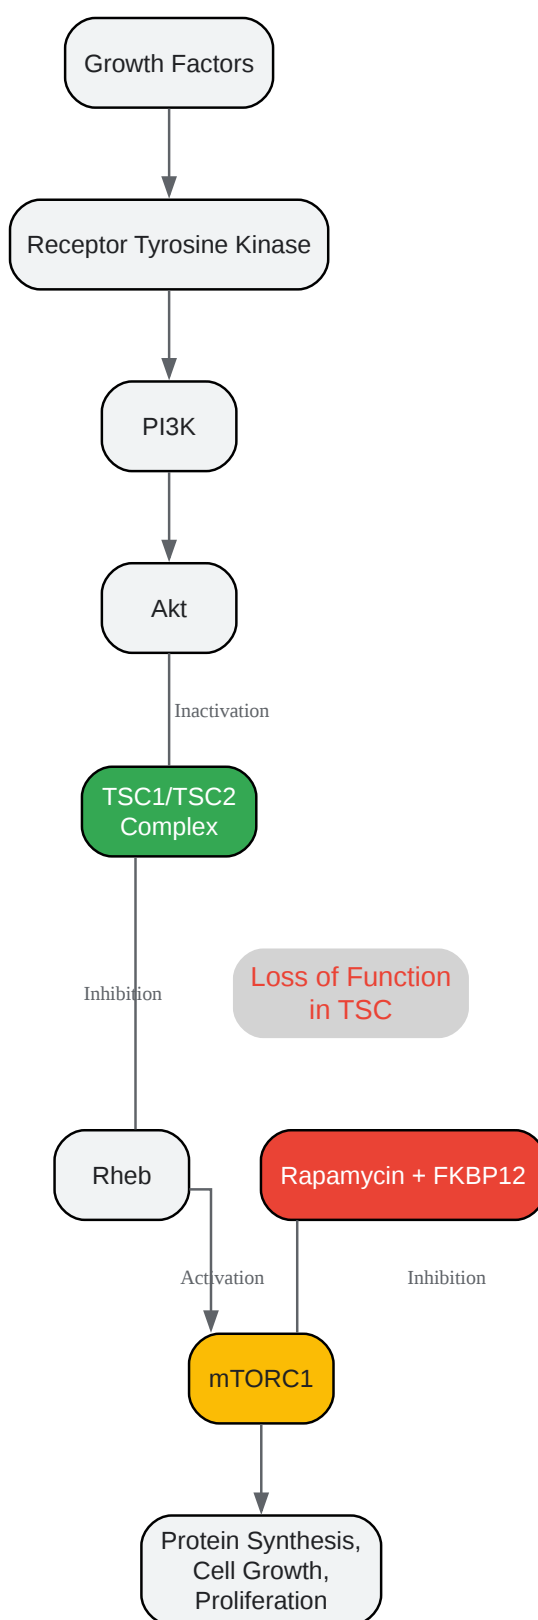 Growth Factors
Receptor Tyrosine Kinase
PI3K
Akt
Inactivation
TSC1/TSC2
Complex
Loss of Function
in TSC
Inhibition
Rheb
Rapamycin + FKBP12
Activation
Inhibition
mTORC1
Protein Synthesis,
Cell Growth,
Proliferation